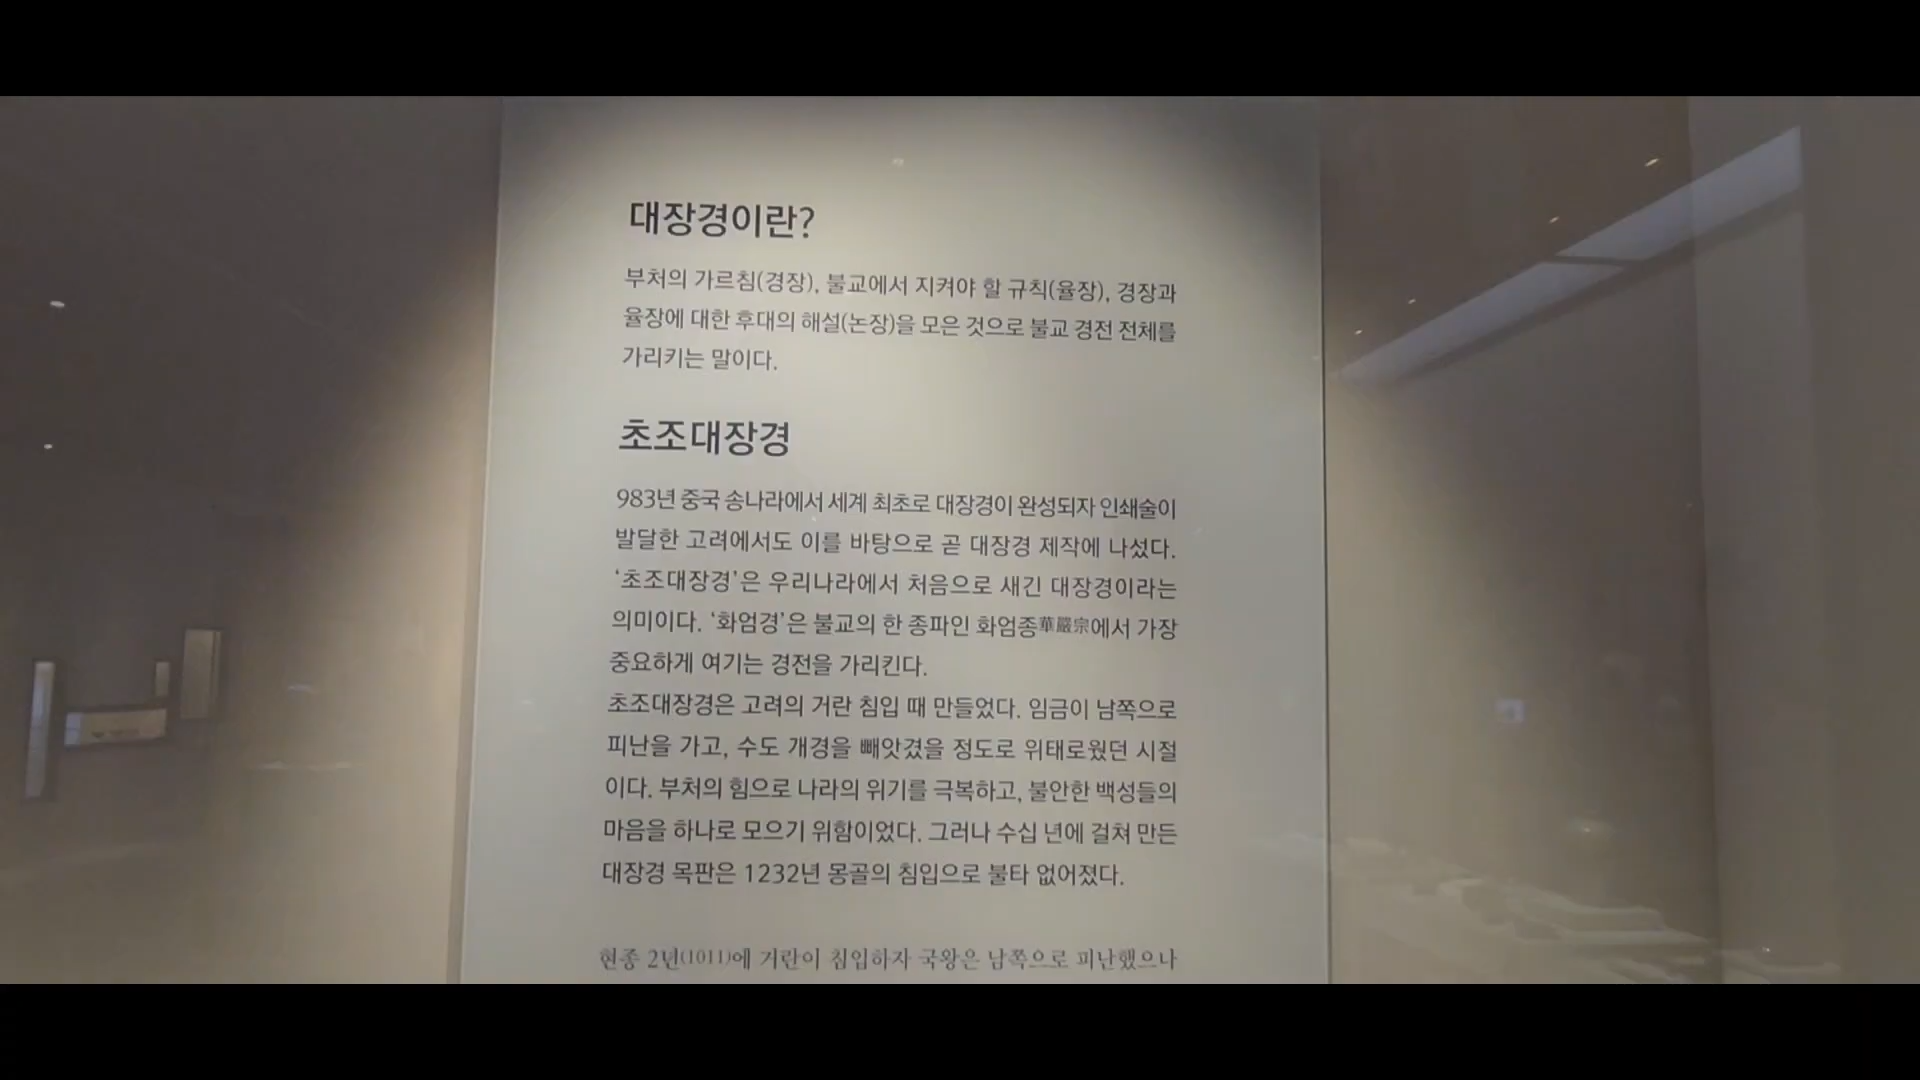 대장경이란?
부처의 가르침(경장), 불교에서 지켜야 할 규칙(율장), 경장과
율장에 대한 후대의 해설(논장)을 모은 것으로 불교 경전 전체를
가리키는 말이다.
초조대장경
983년 중국 송나라에서 세계 최초로 대장경이 완성되자 인쇄술이
발달한 고려에서도 이를 바탕으로 곧 대장경 제작에 나섰다.
‘초조대장경’은 우리나라에서 처음으로 새긴 대장경이라는
의미이다. ‘화엄경’은 불교의 한 종파인 화엄종華嚴宗에서 가장
중요하게 여기는 경전을 가리킨다.
초조대장경은 고려의 거란 침입 때 만들었다. 임금이 남쪽으로
피난을 가고, 수도 개경을 빼앗겼을 정도로 위태로웠던 시절
이다. 부처의 힘으로 나라의 위기를 극복하고, 불안한 백성들의
마음을 하나로 모으기 위함이었다. 그러나 수십 년에 걸쳐 만든
대장경 목판은 1232년 몽골의 침입으로 불타 없어졌다.
현종 2년(1011)에 거란이 침입하자 국왕은 남쪽으로 피난했으나